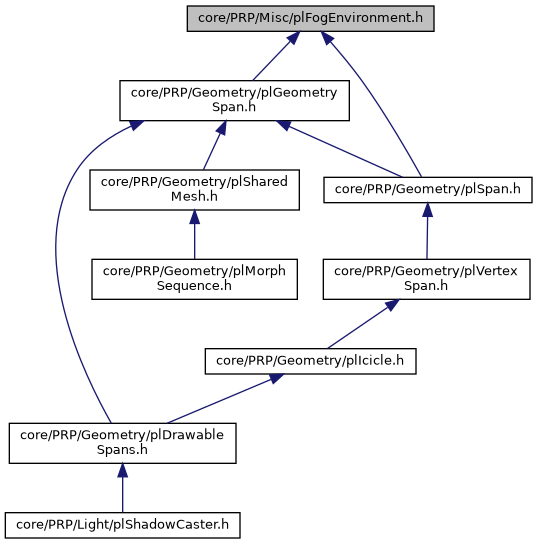 core/PRP/Misc/plFogEnvironment.h
core/PRP/Geometry/plGeometry
Span.h
core/PRP/Geometry/plShared
Mesh.h
core/PRP/Geometry/plSpan.h
core/PRP/Geometry/plMorph
Sequence.h
core/PRP/Geometry/plVertex
Span.h
core/PRP/Geometry/plIcicle.h
core/PRP/Geometry/plDrawable
Spans.h
core/PRP/Light/plShadowCaster.h